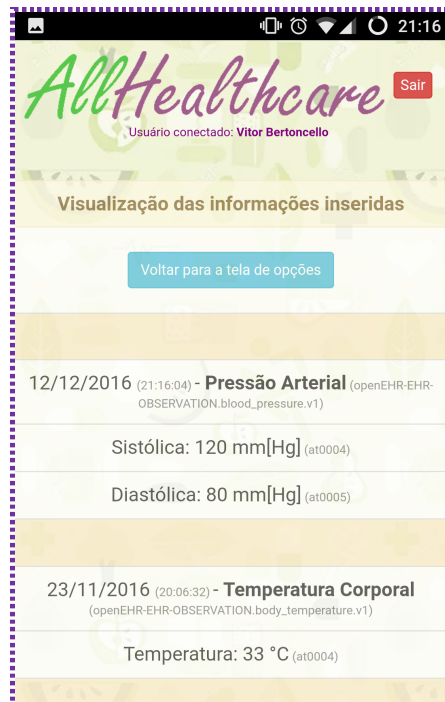 21:16
AllHealthcare
Sair
Usuário conectado: Vitor Bertoncello
Visualização das informações inseridas
Voltar para a tela de opções
12/12/2016 (21:16:04) - Pressão Arterial (openEHR-EHR-
OBSERVATION.blood_pressure.v1)
Sistólica: 120 mm[Hg] (at0004)
Diastólica: 80 mm[Hg] (at0005)
23/11/2016 (20:06:32) - Temperatura Corporal
(openEHR-EHR-OBSERVATION.body_temperature.v1)
Temperatura: 33 °C (at0004)